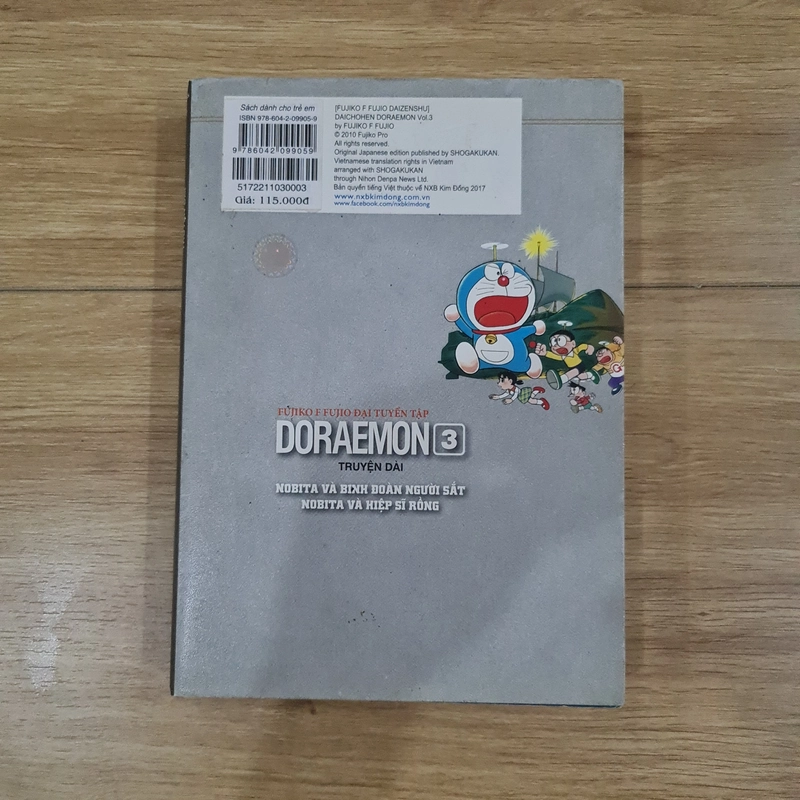 Sách dành cho trẻ em
ISBN 978-604-2-09905-9
9 786042 099059
5172211030003
Giá: 115.000đ
[FUJIKO F FUJIO DAIZENSHU]
DAICHOHEN DORAEMON Vol.3
by FUJIKO F FUJIO
© 2010 Fujiko Pro
All rights reserved.
Original Japanese edition published by SHOGAKUKAN.
Vietnamese translation rights in Vietnam
arranged with SHOGAKUKAN
through Nihon Denpa News Ltd.
Bản quyền tiếng Việt thuộc về NXB Kim Đồng 2017
www.nxbkimdong.com.vn
www.facebook.com/nxbkimdong
FUJIKO F FUJIO ĐẠI TUYỂN TẬP
DORAEMON 3
TRUYỆN DÀI
NOBITA VÀ BINH ĐOÀN NGƯỜI SẮT
NOBITA VÀ HIỆP SĨ RỒNG